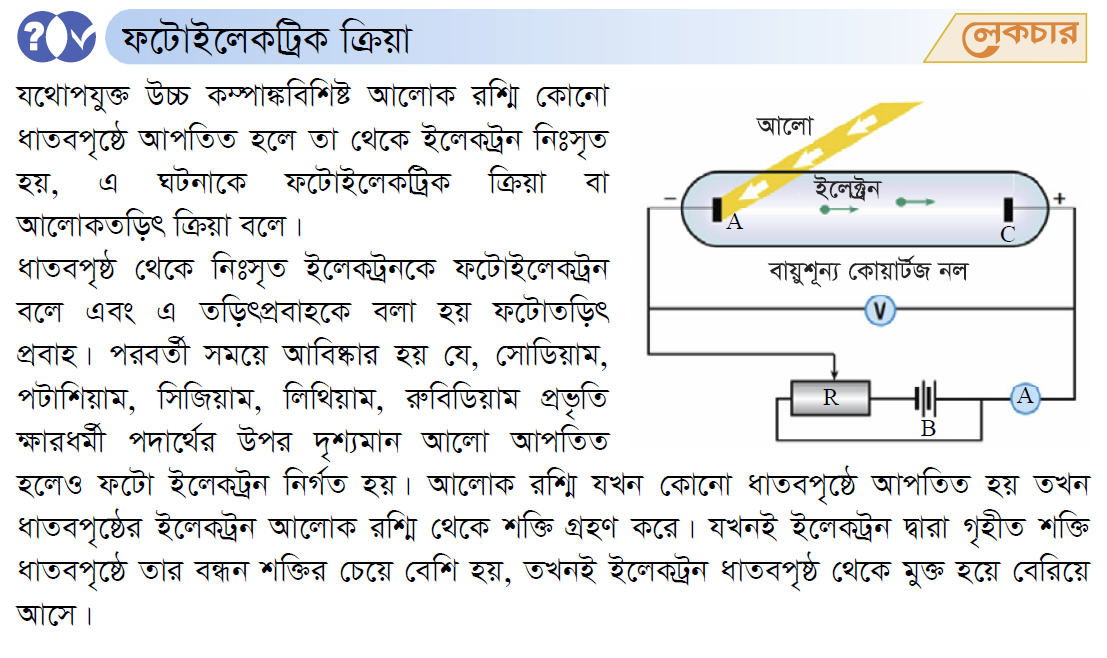 ফটোইলেকট্রিক ক্রিয়া
লেকচার
যথোপযুক্ত উচ্চ কম্পাঙ্কবিশিষ্ট আলোক রশ্মি কোনো
ধাতবপৃষ্ঠে আপতিত হলে তা থেকে ইলেকট্রন নিঃসৃত
হয়, এ ঘটনাকে ফটোইলেকট্রিক ক্রিয়া বা
আলোকতড়িৎ ক্রিয়া বলে।
ধাতবপৃষ্ঠ থেকে নিঃসৃত ইলেকট্রনকে ফটোইলেকট্রন
বলে এবং এ তড়িৎপ্রবাহকে বলা হয় ফটোতড়িৎ
প্রবাহ। পরবর্তী সময়ে আবিষ্কার হয় যে, সোডিয়াম,
পটাশিয়াম, সিজিয়াম, লিথিয়াম, রুবিডিয়াম প্রভৃতি
ক্ষারধর্মী পদার্থের উপর দৃশ্যমান আলো আপতিত
হলেও ফটো ইলেকট্রন নির্গত হয়। আলোক রশ্মি যখন কোনো ধাতবপৃষ্ঠে আপতিত হয় তখন
ধাতবপৃষ্ঠের ইলেকট্রন আলোক রশ্মি থেকে শক্তি গ্রহণ করে। যখনই ইলেকট্রন দ্বারা গৃহীত শক্তি
ধাতবপৃষ্ঠে তার বন্ধন শক্তির চেয়ে বেশি হয়, তখনই ইলেকট্রন ধাতবপৃষ্ঠ থেকে মুক্ত হয়ে বেরিয়ে
আসে।
আলো
ইলেক্ট্রন
− +
A
C
বায়ুশূন্য কোয়ার্টজ নল
V
R
A
B